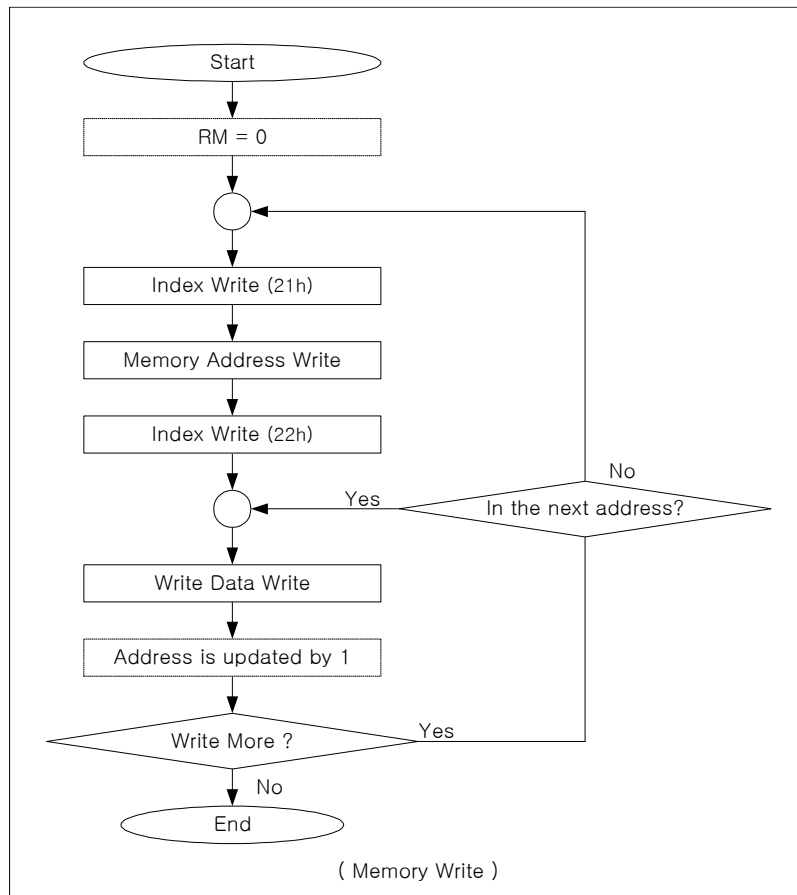 Start
RM = 0
Index Write (21h)
Memory Address Write
Index Write (22h)
No
Yes
In the next address?
Write Data Write
Address is updated by 1
Write More ?
Yes
No
End
( Memory Write )